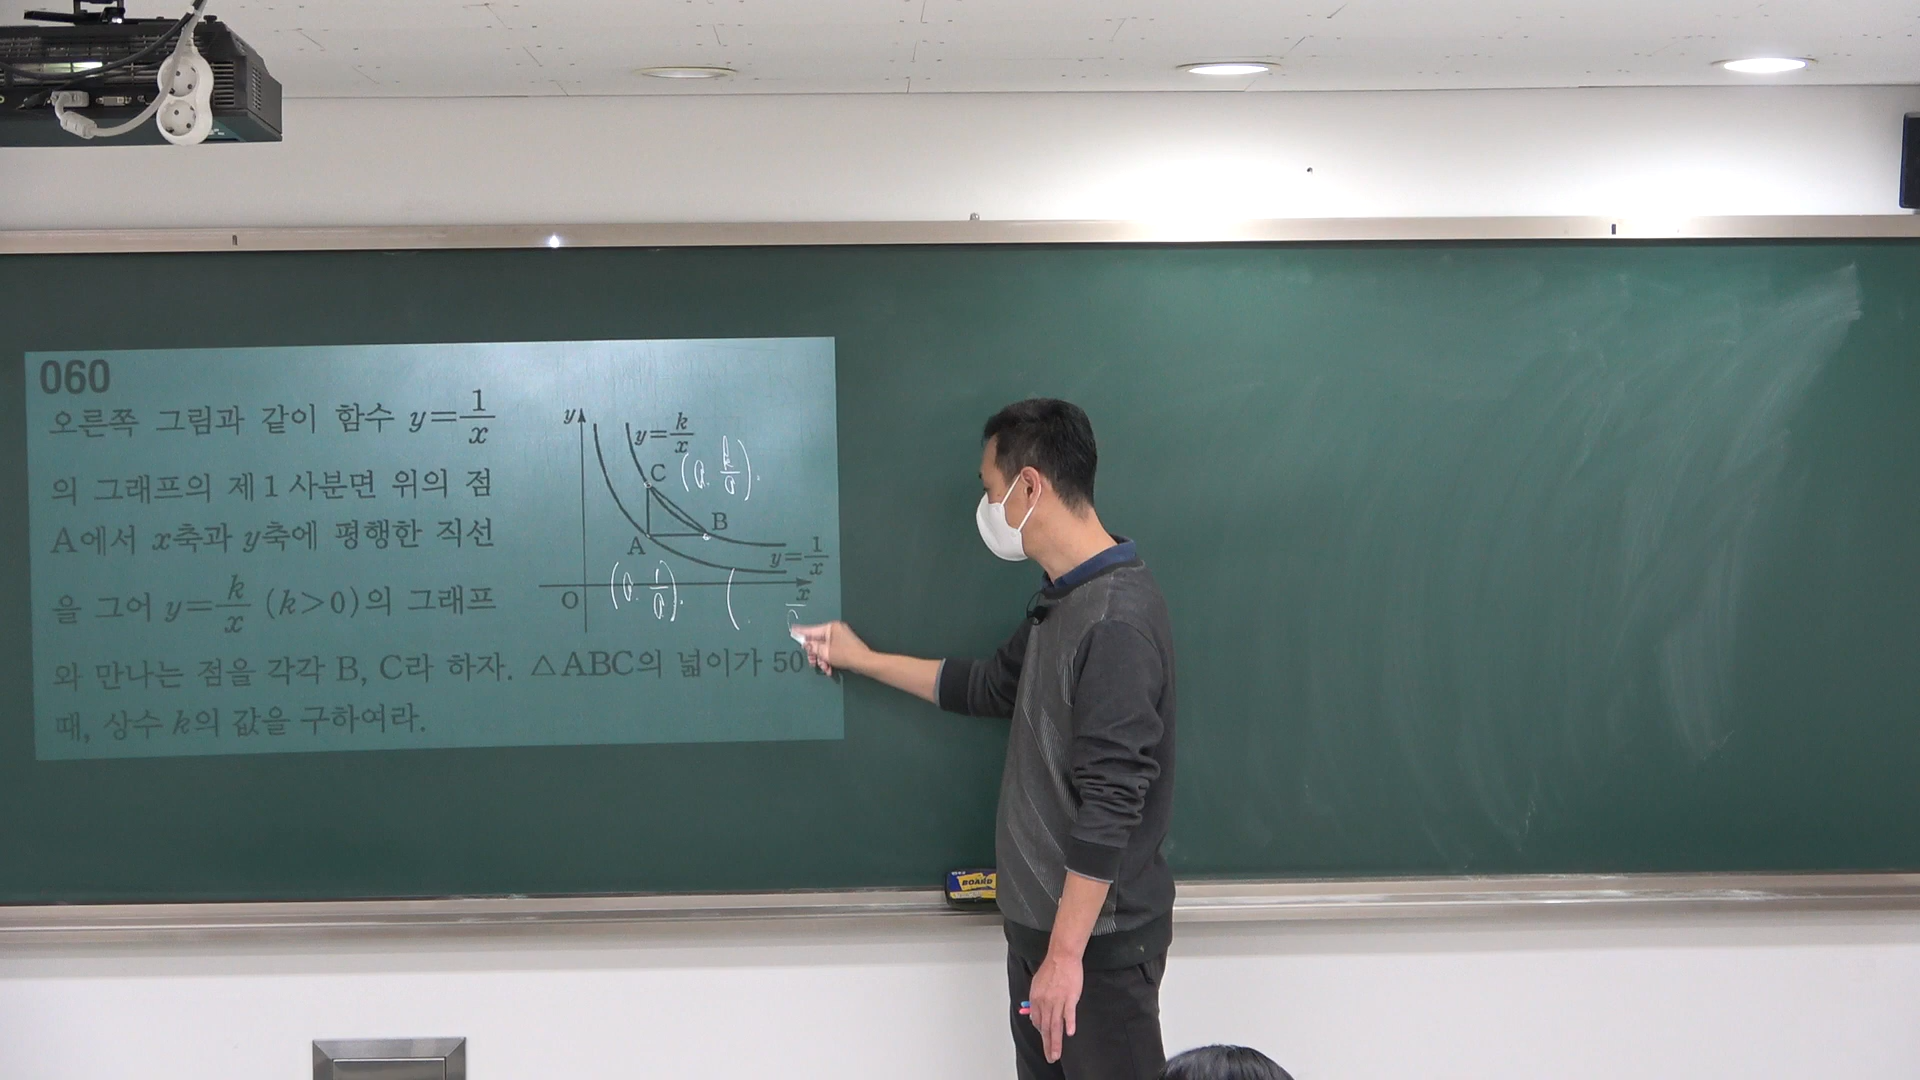 060
오른쪽 그림과 같이 함수 y=1/x
의 그래프의 제1사분면 위의 점
A에서 x축과 y축에 평행한 직선
을 그어 y=k/x (k>0)의 그래프
와 만나는 점을 각각 B, C라 하자. △ABC의 넓이가 50
때, 상수 k의 값을 구하여라.
y
y=k/x
C (a. k/a).
B
A
y=1/x
O
x
(a. 1/a).
(.
BOARD